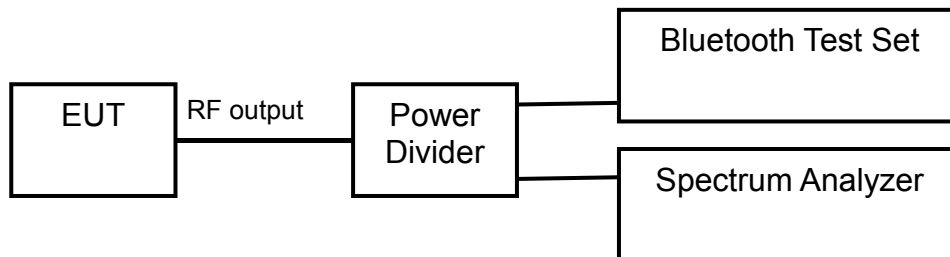 EUT
RF output
Power
Divider
Bluetooth Test Set
Spectrum Analyzer